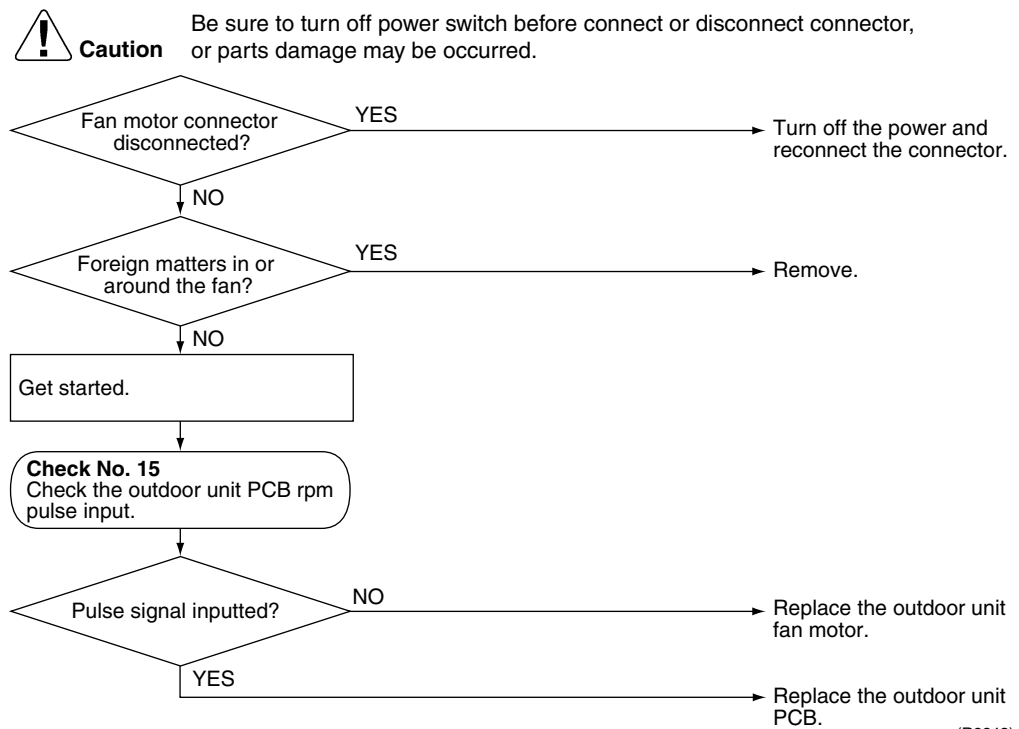 Caution
Be sure to turn off power switch before connect or disconnect connector,
or parts damage may be occurred.
Fan motor connector
disconnected?
YES
Turn off the power and
reconnect the connector.
NO
Foreign matters in or
around the fan?
YES
Remove.
NO
Get started.
Check No. 15
Check the outdoor unit PCB rpm
pulse input.
Pulse signal inputted?
NO
Replace the outdoor unit
fan motor.
YES
Replace the outdoor unit
PCB.